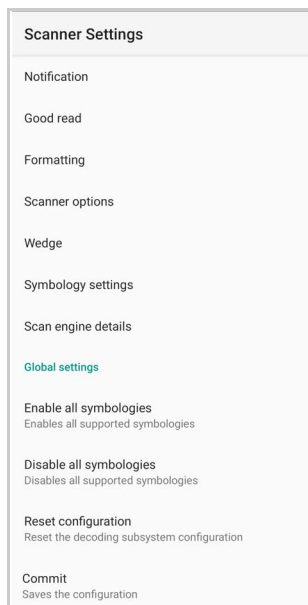 Scanner Settings
Notification
Good read
Formatting
Scanner options
Wedge
Symbology settings
Scan engine details
Global settings
Enable all symbologies
Enables all supported symbologies
Disable all symbologies
Disables all supported symbologies
Reset configuration
Reset the decoding subsystem configuration
Commit
Saves the configuration